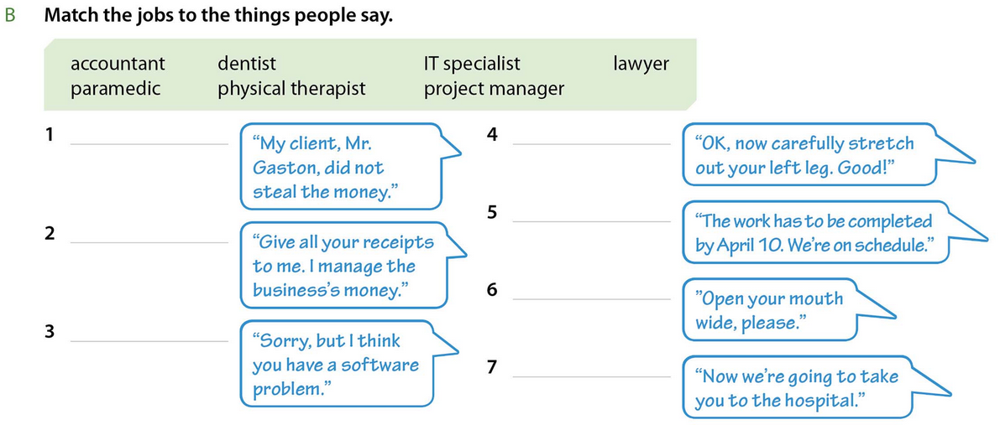 B Match the jobs to the things people say.
accountant dentist IT specialist lawyer
paramedic physical therapist project manager
1
“My client, Mr.
Gaston, did not
steal the money.”
2
“Give all your receipts
to me. I manage the
business’s money.”
3
“Sorry, but I think
you have a software
problem.”
4
“OK, now carefully stretch
out your left leg. Good!”
5
“The work has to be completed
by April 10. We’re on schedule.”
6
”Open your mouth
wide, please.”
7
“Now we’re going to take
you to the hospital.”